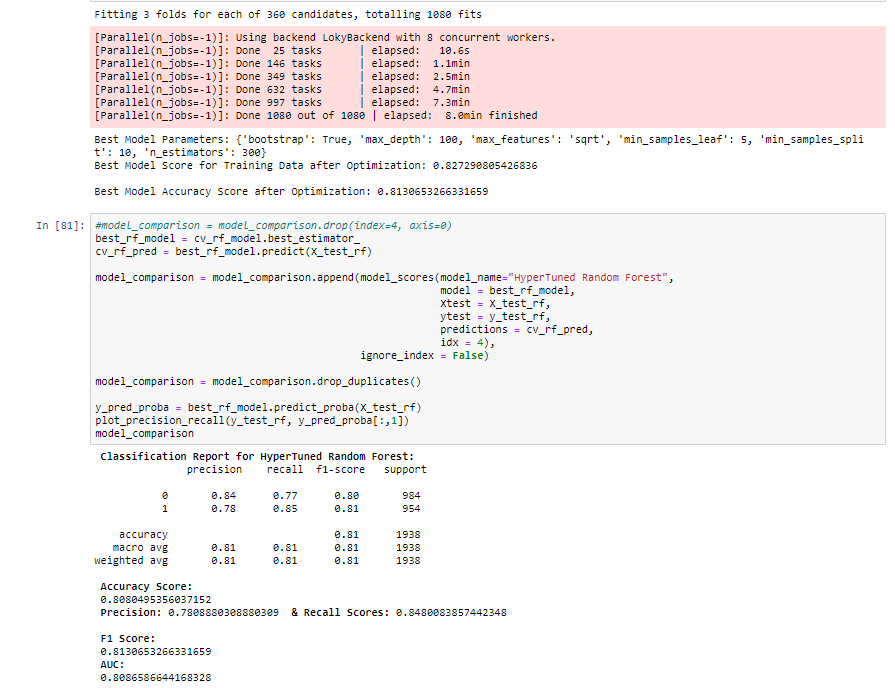 Fitting 3 folds for each of 360 candidates, totalling 1080 fits
[Parallel(n_jobs=-1)]: Using backend LokyBackend with 8 concurrent workers.
[Parallel(n_jobs=-1)]: Done  25 tasks      | elapsed:   10.6s
[Parallel(n_jobs=-1)]: Done 146 tasks      | elapsed:  1.1min
[Parallel(n_jobs=-1)]: Done 349 tasks      | elapsed:  2.5min
[Parallel(n_jobs=-1)]: Done 632 tasks      | elapsed:  4.7min
[Parallel(n_jobs=-1)]: Done 997 tasks      | elapsed:  7.3min
[Parallel(n_jobs=-1)]: Done 1080 out of 1080 | elapsed:  8.0min finished
Best Model Parameters: {'bootstrap': True, 'max_depth': 100, 'max_features': 'sqrt', 'min_samples_leaf': 5, 'min_samples_spli
t': 10, 'n_estimators': 300}
Best Model Score for Training Data after Optimization: 0.827290805426836
Best Model Accuracy Score after Optimization: 0.8130653266331659
In [81]: #model_comparison = model_comparison.drop(index=4, axis=0)
best_rf_model = cv_rf_model.best_estimator_
cv_rf_pred = best_rf_model.predict(X_test_rf)
model_comparison = model_comparison.append(model_scores(model_name="HyperTuned Random Forest",
model = best_rf_model,
Xtest = X_test_rf,
ytest = y_test_rf,
predictions = cv_rf_pred,
idx = 4),
ignore_index = False)
model_comparison = model_comparison.drop_duplicates()
y_pred_proba = best_rf_model.predict_proba(X_test_rf)
plot_precision_recall(y_test_rf, y_pred_proba[:,1])
model_comparison
Classification Report for HyperTuned Random Forest:
precision    recall  f1-score   support
0       0.84      0.77      0.80       984
1       0.78      0.85      0.81       954
accuracy                           0.81      1938
macro avg       0.81      0.81      0.81      1938
weighted avg       0.81      0.81      0.81      1938
Accuracy Score:
0.8080495356037152
Precision: 0.7808880308880309  & Recall Scores: 0.8480083857442348
F1 Score:
0.8130653266331659
AUC:
0.8086586644168328